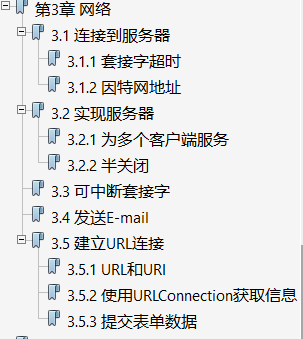 第3章 网络
3.1 连接到服务器
3.1.1 套接字超时
3.1.2 因特网地址
3.2 实现服务器
3.2.1 为多个客户端服务
3.2.2 半关闭
3.3 可中断套接字
3.4 发送E-mail
3.5 建立URL连接
3.5.1 URL和URI
3.5.2 使用URLConnection获取信息
3.5.3 提交表单数据